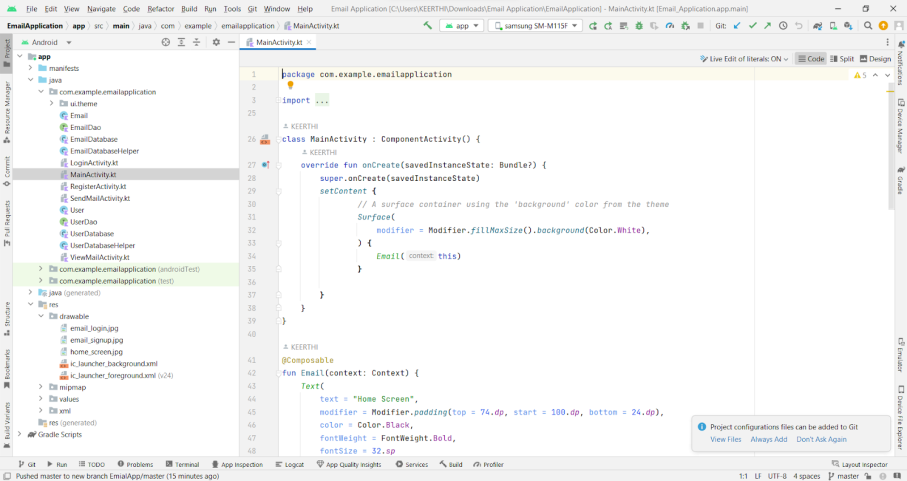 File Edit View Navigate Code Refactor Build Run Tools Git Window Help Email Application [C:\Users\KEERTHI\Downloads\Email Application\EmailApplication] - MainActivity.kt [Email_Application.app.main]
EmailApplication app src main java com example emailapplication MainActivity.kt app samsung SM-M115F Git:
Android MainActivity.kt
Live Edit of literals: ON Code Split Design
Project
Resource Manager
Commit
Pull Requests
Structure
Bookmarks
Build Variants
app
manifests
java
com.example.emailapplication
ui.theme
Email
EmailDao
EmailDatabase
EmailDatabaseHelper
LoginActivity.kt
MainActivity.kt
RegisterActivity.kt
SendMailActivity.kt
User
UserDao
UserDatabase
UserDatabaseHelper
ViewMailActivity.kt
com.example.emailapplication (androidTest)
com.example.emailapplication (test)
java (generated)
res
drawable
email_login.jpg
email_signup.jpg
home_screen.jpg
ic_launcher_background.xml
ic_launcher_foreground.xml (v24)
mipmap
values
xml
res (generated)
Gradle Scripts
1 package com.example.emailapplication
2
3 import ...
25
KEERTHI
26 class MainActivity : ComponentActivity() {
KEERTHI
27 override fun onCreate(savedInstanceState: Bundle?) {
28 super.onCreate(savedInstanceState)
29 setContent {
30 // A surface container using the 'background' color from the theme
31 Surface(
32 modifier = Modifier.fillMaxSize().background(Color.White),
33 ) {
34 Email( context: this)
35 }
36
37 }
38 }
39 }
40
KEERTHI
41 @Composable
42 fun Email(context: Context) {
43 Text(
44 text = "Home Screen",
45 modifier = Modifier.padding(top = 74.dp, start = 100.dp, bottom = 24.dp),
46 color = Color.Black,
47 fontWeight = FontWeight.Bold,
48 fontSize = 32.sp
5
Notifications
Device Manager
Gradle
Emulator
Device File Explorer
Project configurations files can be added to Git
View Files Always Add Don't Ask Again
Git Run TODO Problems Terminal App Inspection Logcat App Quality Insights Services Build Profiler Layout Inspector
Pushed master to new branch EmialApp/master (15 minutes ago) 1:1 LF UTF-8 4 spaces master